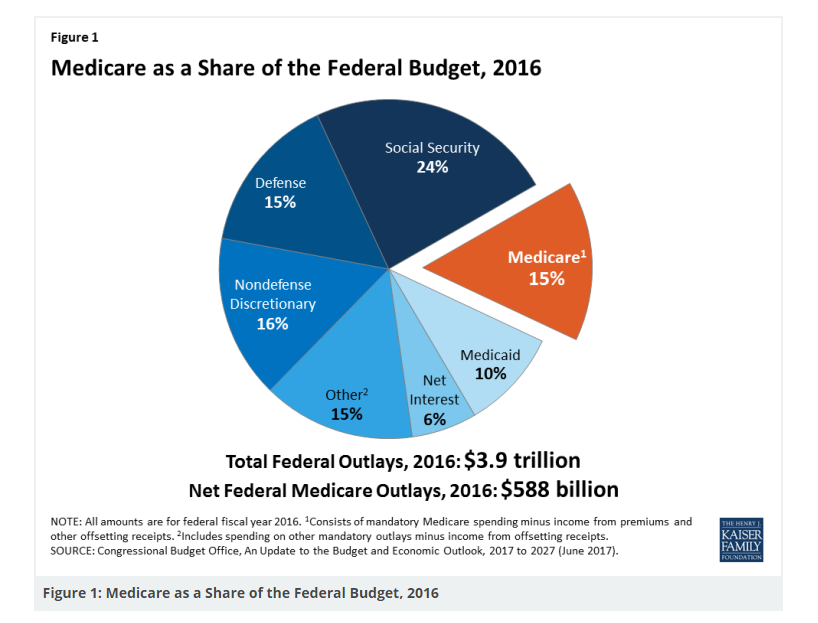 Figure 1
Medicare as a Share of the Federal Budget, 2016
Social Security
24%
Defense
15%
Medicare¹
15%
Nondefense
Discretionary
16%
Medicaid
10%
Net
Interest
6%
Other²
15%
Total Federal Outlays, 2016: $3.9 trillion
Net Federal Medicare Outlays, 2016: $588 billion
NOTE: All amounts are for federal fiscal year 2016. ¹Consists of mandatory Medicare spending minus income from premiums and
other offsetting receipts. ²Includes spending on other mandatory outlays minus income from offsetting receipts.
SOURCE: Congressional Budget Office, An Update to the Budget and Economic Outlook, 2017 to 2027 (June 2017).
THE HENRY J.
KAISER
FAMILY
FOUNDATION
Figure 1: Medicare as a Share of the Federal Budget, 2016